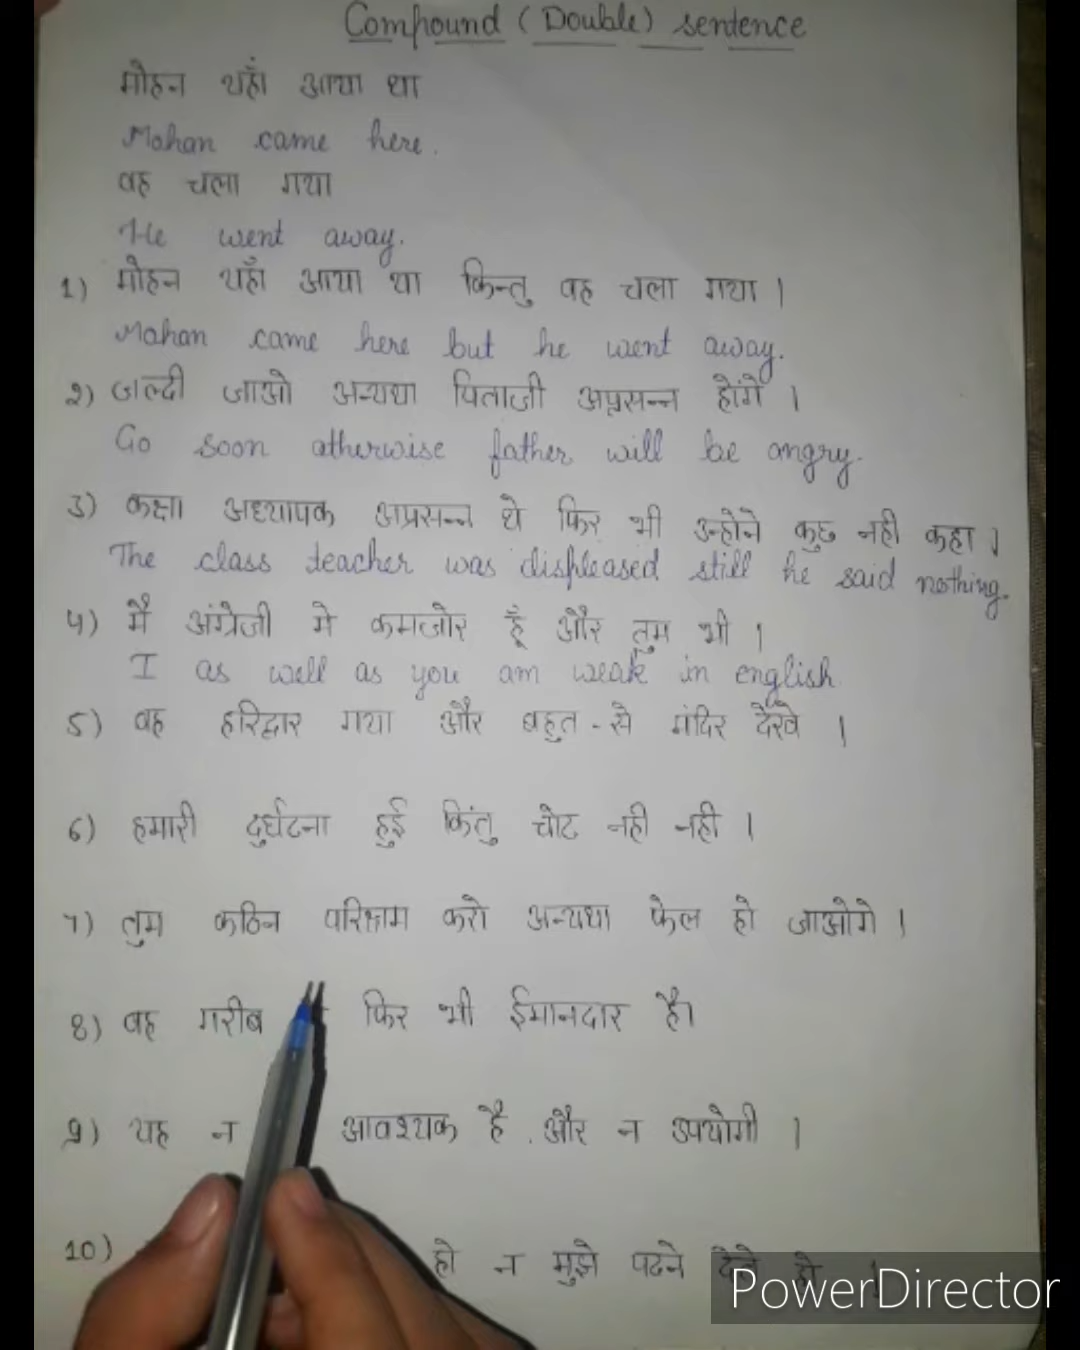 Compound (Double) sentence
मोहन यहाँ आया था
Mohan came here.
वह चला गया
He went away.
1) मोहन यहाँ आया था किन्तु वह चला गया ।
Mohan came here but he went away.
2) जल्दी जाओ अन्यथा पिताजी अप्रसन्न होंगें ।
Go soon otherwise father will be angry.
3) कक्षा अध्यापक अप्रसन्न थे फिर भी उन्होने कुछ नही कहा ।
The class teacher was displeased still he said nothing.
4) मैं अंग्रेजी मे कमजोर हूँ और तुम भी ।
I as well as you am weak in english
5) वह हरिद्वार गया और बहुत-से मंदिर देखे ।
6) हमारी दुर्घटना हुई किंतु चोट नही नही ।
7) तुम कठिन परिश्रम करो अन्यथा फेल हो जाओगे ।
8) वह गरीब फिर भी ईमानदार है।
9) यह न आवश्यक है और न उपयोगी ।
10) हो न मुझे पढने देते हो ।
PowerDirector